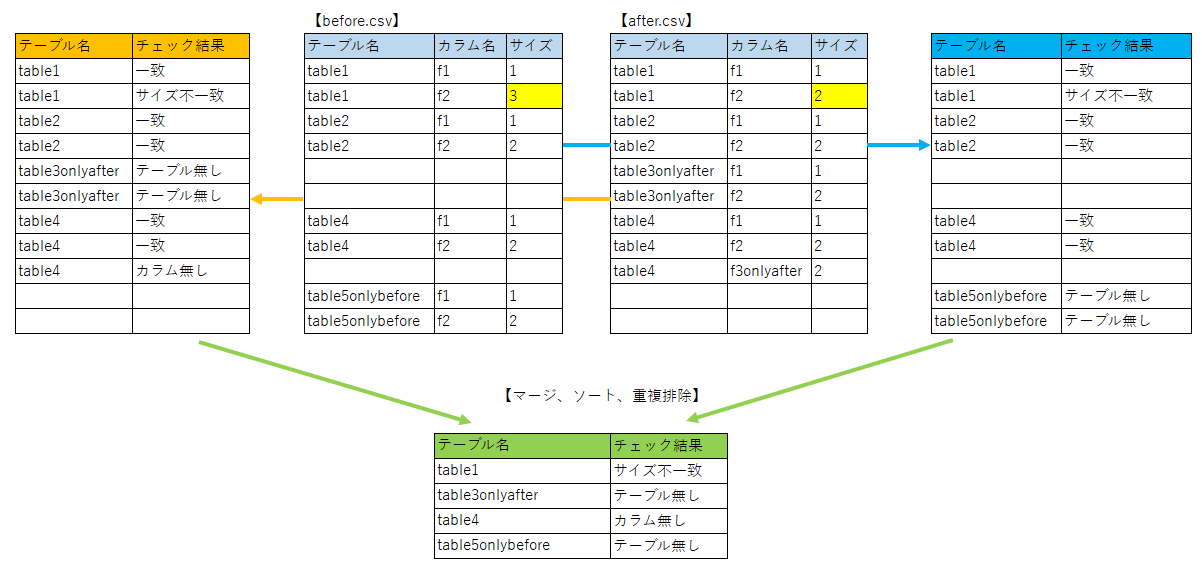 【before.csv】 【after.csv】
テーブル名 チェック結果 テーブル名 カラム名 サイズ テーブル名 カラム名 サイズ テーブル名 チェック結果
table1 一致 table1 f1 1 table1 f1 1 table1 一致
table1 サイズ不一致 table1 f2 3 table1 f2 2 table1 サイズ不一致
table2 一致 table2 f1 1 table2 f1 1 table2 一致
table2 一致 table2 f2 2 table2 f2 2 table2 一致
table3onlyafter テーブル無し table3onlyafter f1 1
table3onlyafter テーブル無し table3onlyafter f2 2
table4 一致 table4 f1 1 table4 f1 1 table4 一致
table4 一致 table4 f2 2 table4 f2 2 table4 一致
table4 カラム無し table4 f3onlyafter 2
table5onlybefore f1 1 table5onlybefore テーブル無し
table5onlybefore f2 2 table5onlybefore テーブル無し
【マージ、ソート、重複排除】
テーブル名 チェック結果
table1 サイズ不一致
table3onlyafter テーブル無し
table4 カラム無し
table5onlybefore テーブル無し